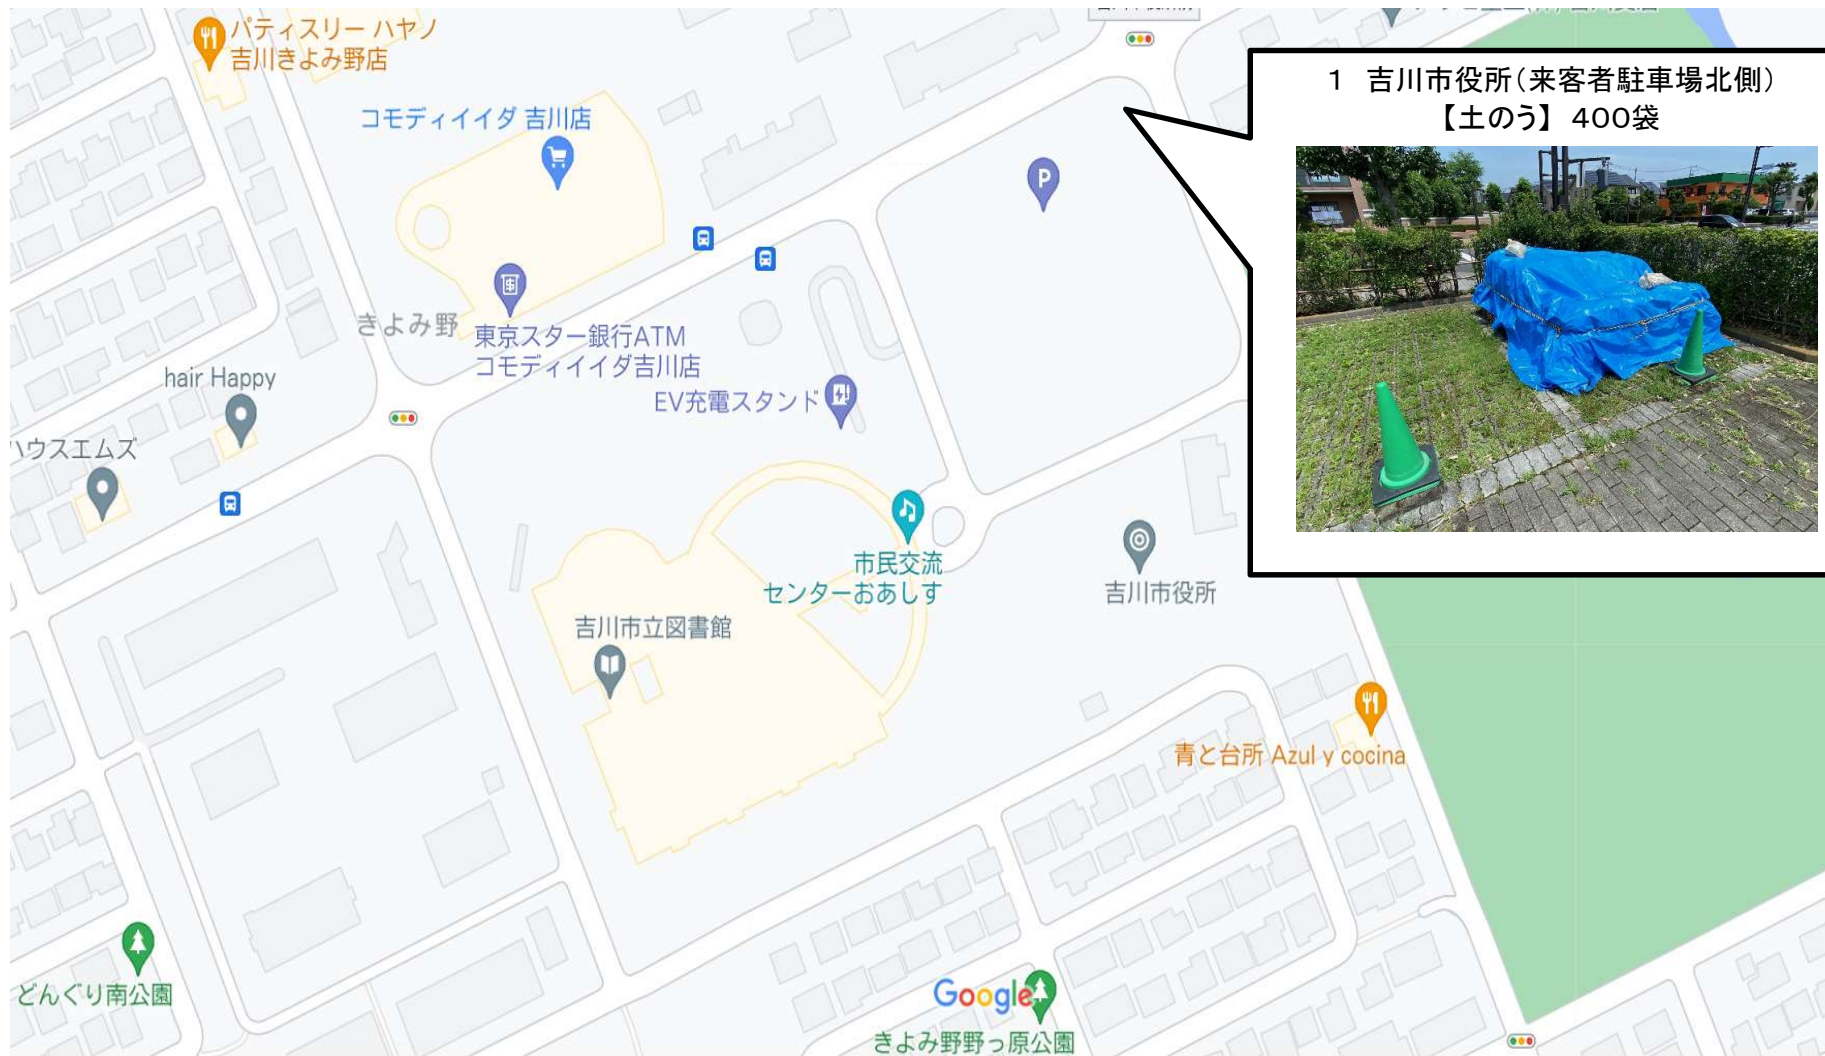 パティスリー ハヤノ
吉川きよみ野店
1 吉川市役所(来客者駐車場北側)
【土のう】 400袋
コモディイイダ 吉川店
P
きよみ野
東京スター銀行ATM
コモディイイダ吉川店
hair Happy
EV充電スタンド
ハウスエムズ
市民交流
センターおあしす
吉川市役所
吉川市立図書館
青と台所 Azul y cocina
どんぐり南公園
Google
きよみ野野っ原公園